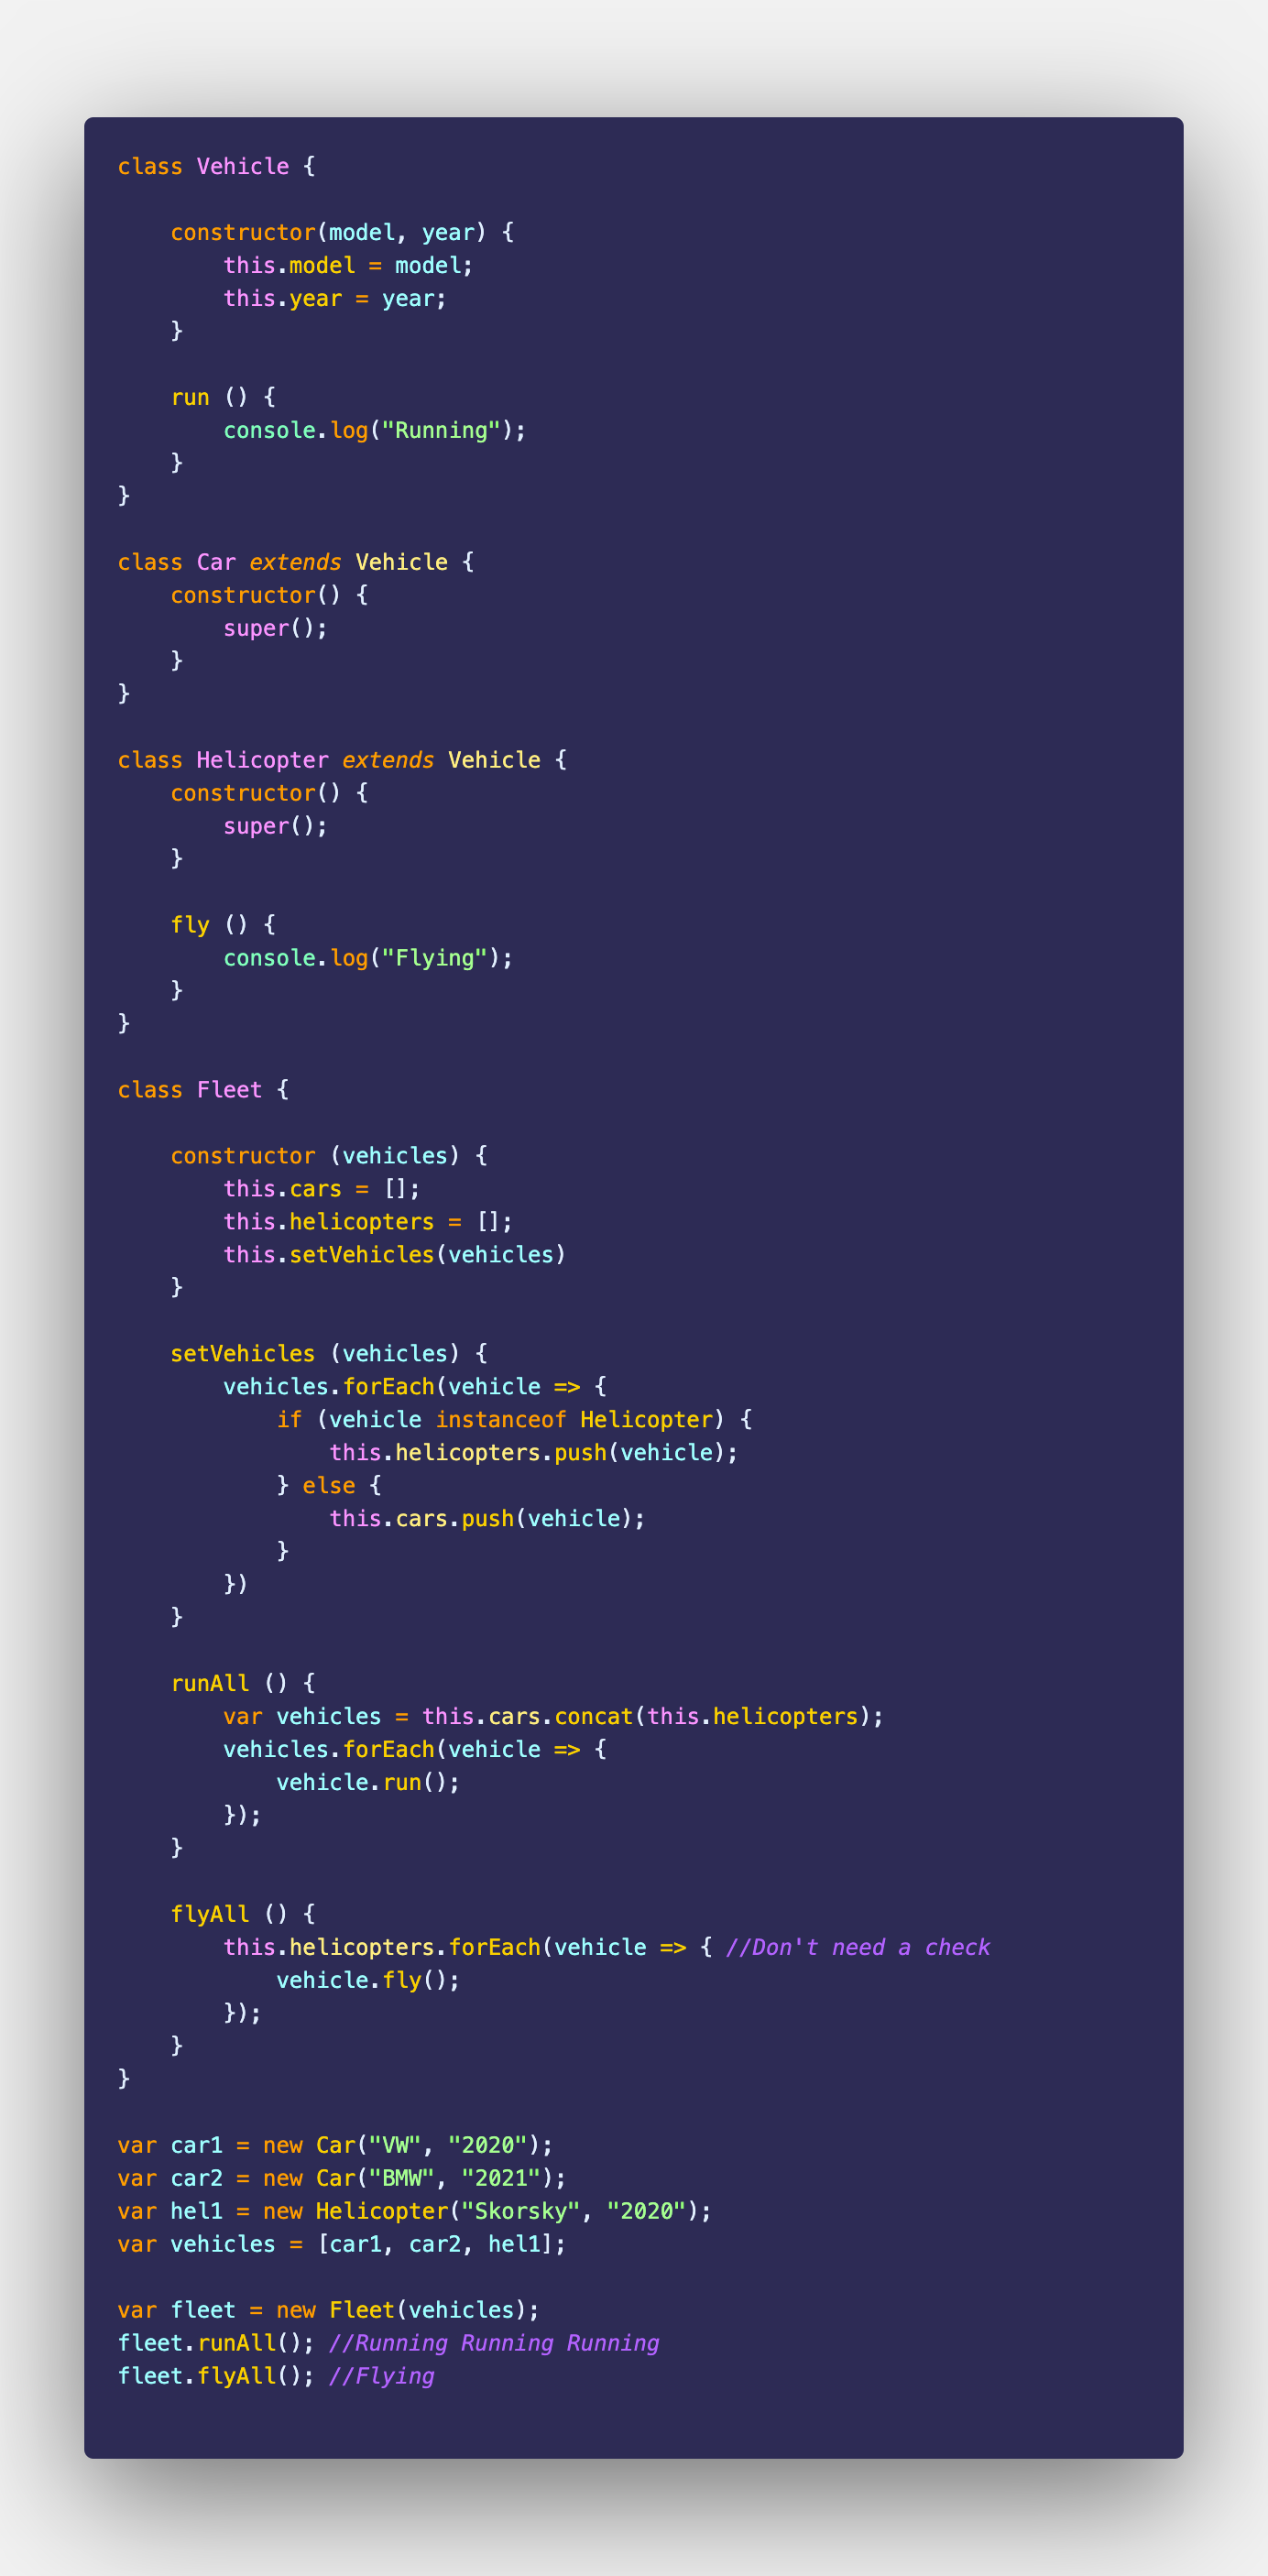 class Vehicle {
    constructor(model, year) {
        this.model = model;
        this.year = year;
    }
    run () {
        console.log("Running");
    }
}
class Car extends Vehicle {
    constructor() {
        super();
    }
}
class Helicopter extends Vehicle {
    constructor() {
        super();
    }
    fly () {
        console.log("Flying");
    }
}
class Fleet {
    constructor (vehicles) {
        this.cars = [];
        this.helicopters = [];
        this.setVehicles(vehicles)
    }
    setVehicles (vehicles) {
        vehicles.forEach(vehicle => {
            if (vehicle instanceof Helicopter) {
                this.helicopters.push(vehicle);
            } else {
                this.cars.push(vehicle);
            }
        })
    }
    runAll () {
        var vehicles = this.cars.concat(this.helicopters);
        vehicles.forEach(vehicle => {
            vehicle.run();
        });
    }
    flyAll () {
        this.helicopters.forEach(vehicle => { //Don't need a check
            vehicle.fly();
        });
    }
}
var car1 = new Car("VW", "2020");
var car2 = new Car("BMW", "2021");
var hel1 = new Helicopter("Skorsky", "2020");
var vehicles = [car1, car2, hel1];
var fleet = new Fleet(vehicles);
fleet.runAll(); //Running Running Running
fleet.flyAll(); //Flying